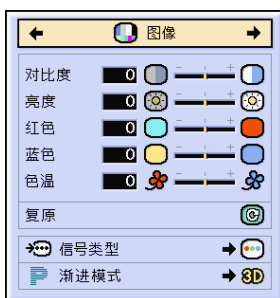 图像
对比度 0 - +
亮度 0 - +
红色 0 - +
蓝色 0 - +
色温 0 - +
复原
信号类型
P 渐进模式 3D